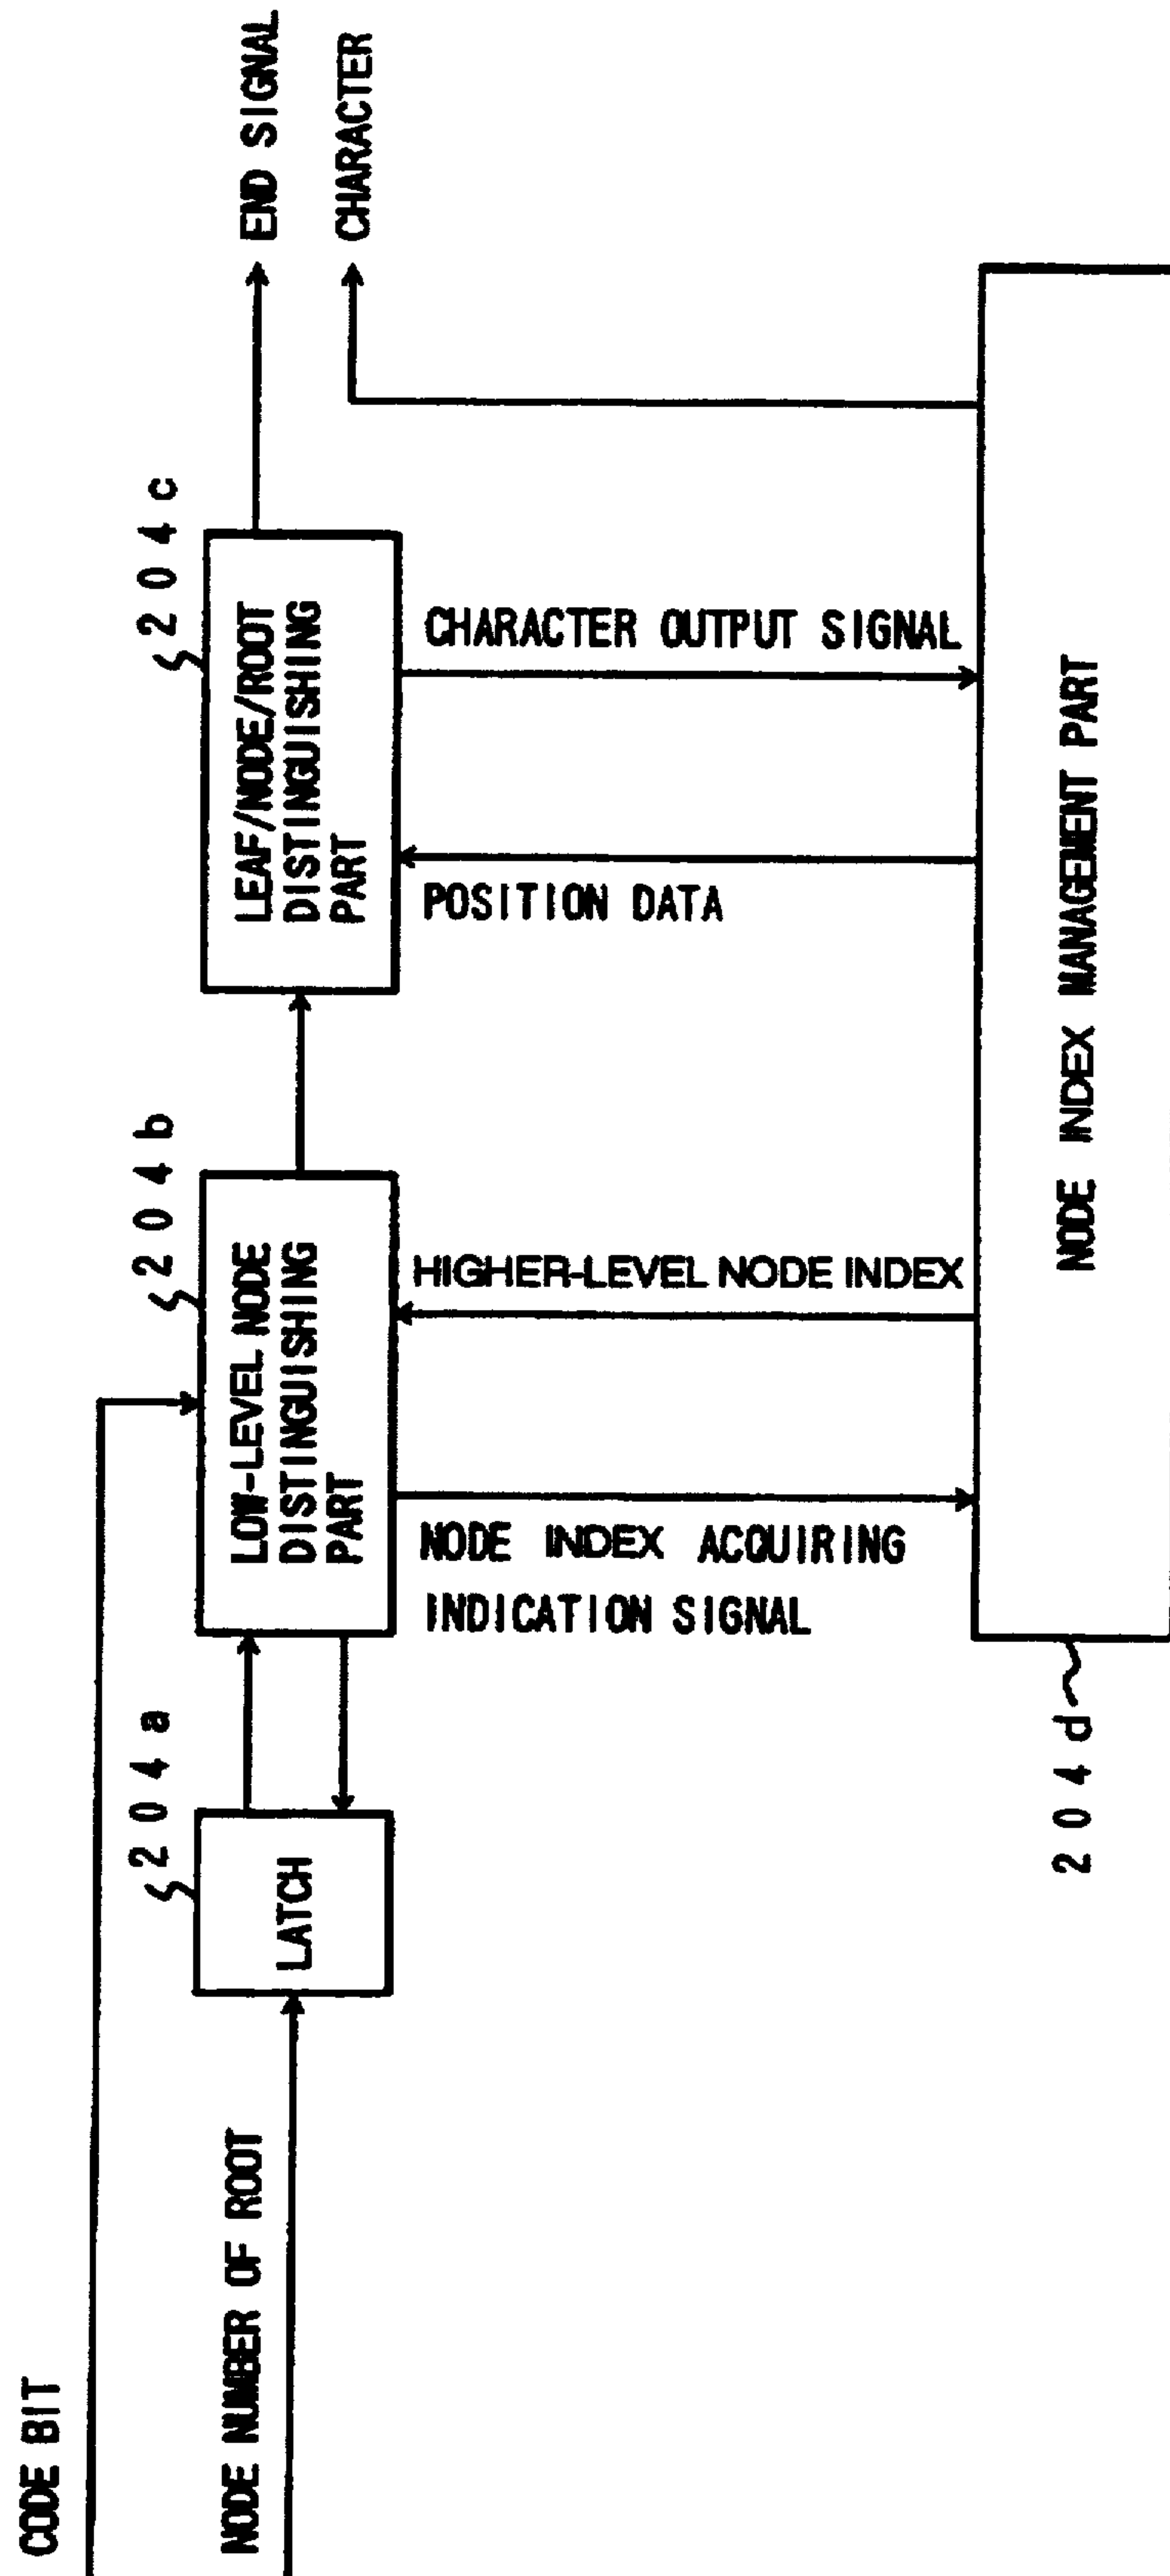 CODE BIT
NODE NUMBER OF ROOT
204a
LATCH
204b
LOW-LEVEL NODE
DISTINGUISHING
PART
204c
LEAF/NODE/ROOT
DISTINGUISHING
PART
END SIGNAL
CHARACTER
NODE INDEX ACQUIRING
INDICATION SIGNAL
HIGHER-LEVEL NODE INDEX
POSITION DATA
CHARACTER OUTPUT SIGNAL
204d
NODE INDEX MANAGEMENT PART